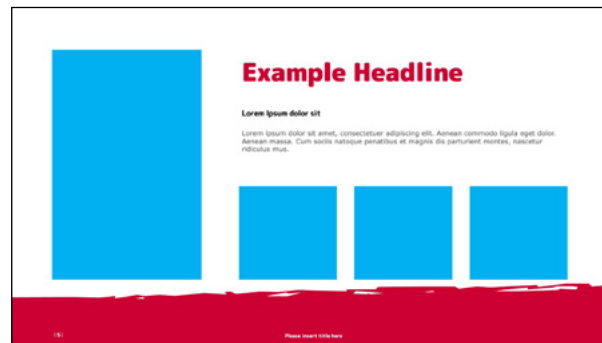 Example Headline
Lorem ipsum dolor sit
Lorem ipsum dolor sit amet, consectetuer adipiscing elit. Aenean commodo ligula eget dolor.
Aenean massa. Cum sociis natoque penatibus et magnis dis parturient montes, nascetur
ridiculus mus.
|5|
Please insert title here